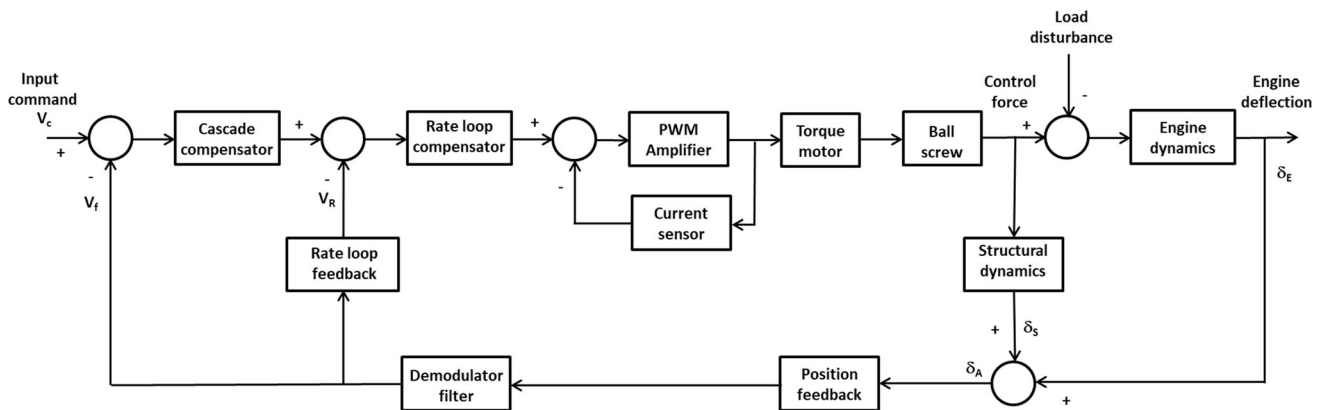 Load
disturbance
Input
command
Vc
+
-
Vf
Cascade
compensator
+
-
VR
Rate loop
compensator
+
-
PWM
Amplifier
Current
sensor
Torque
motor
Ball
screw
Control
force
+
-
Engine
dynamics
Engine
deflection
δE
Rate loop
feedback
Structural
dynamics
+
δS
Demodulator
filter
Position
feedback
δA
+